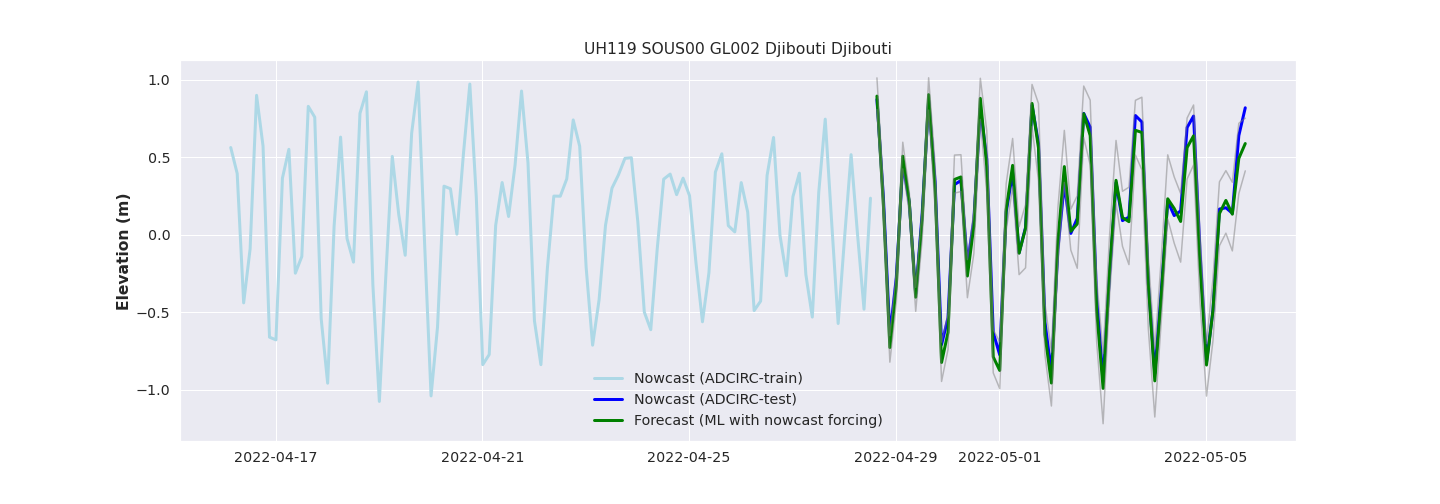 UH119 SOUS00 GL002 Djibouti Djibouti
1.0
0.5
0.0
−0.5
−1.0
Elevation (m)
Nowcast (ADCIRC-train)
Nowcast (ADCIRC-test)
Forecast (ML with nowcast forcing)
2022-04-17 2022-04-21 2022-04-25 2022-04-29 2022-05-01 2022-05-05